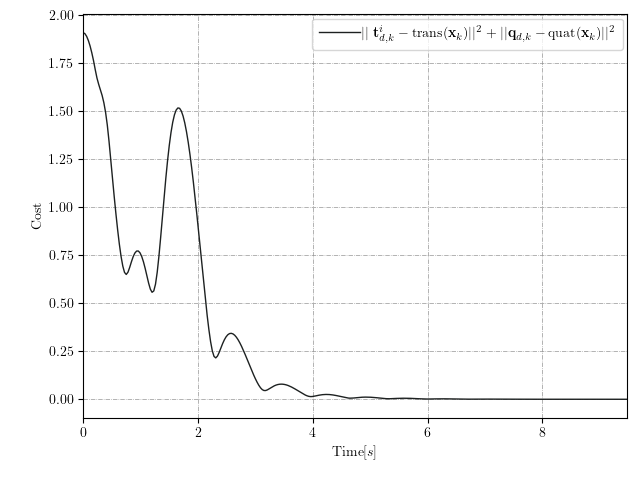 || t^i_{d,k} − trans(x_k)||^2 + ||q_{d,k} − quat(x_k)||^2
2.00
1.75
1.50
1.25
1.00
0.75
0.50
0.25
0.00
Cost
0 2 4 6 8
Time[s]